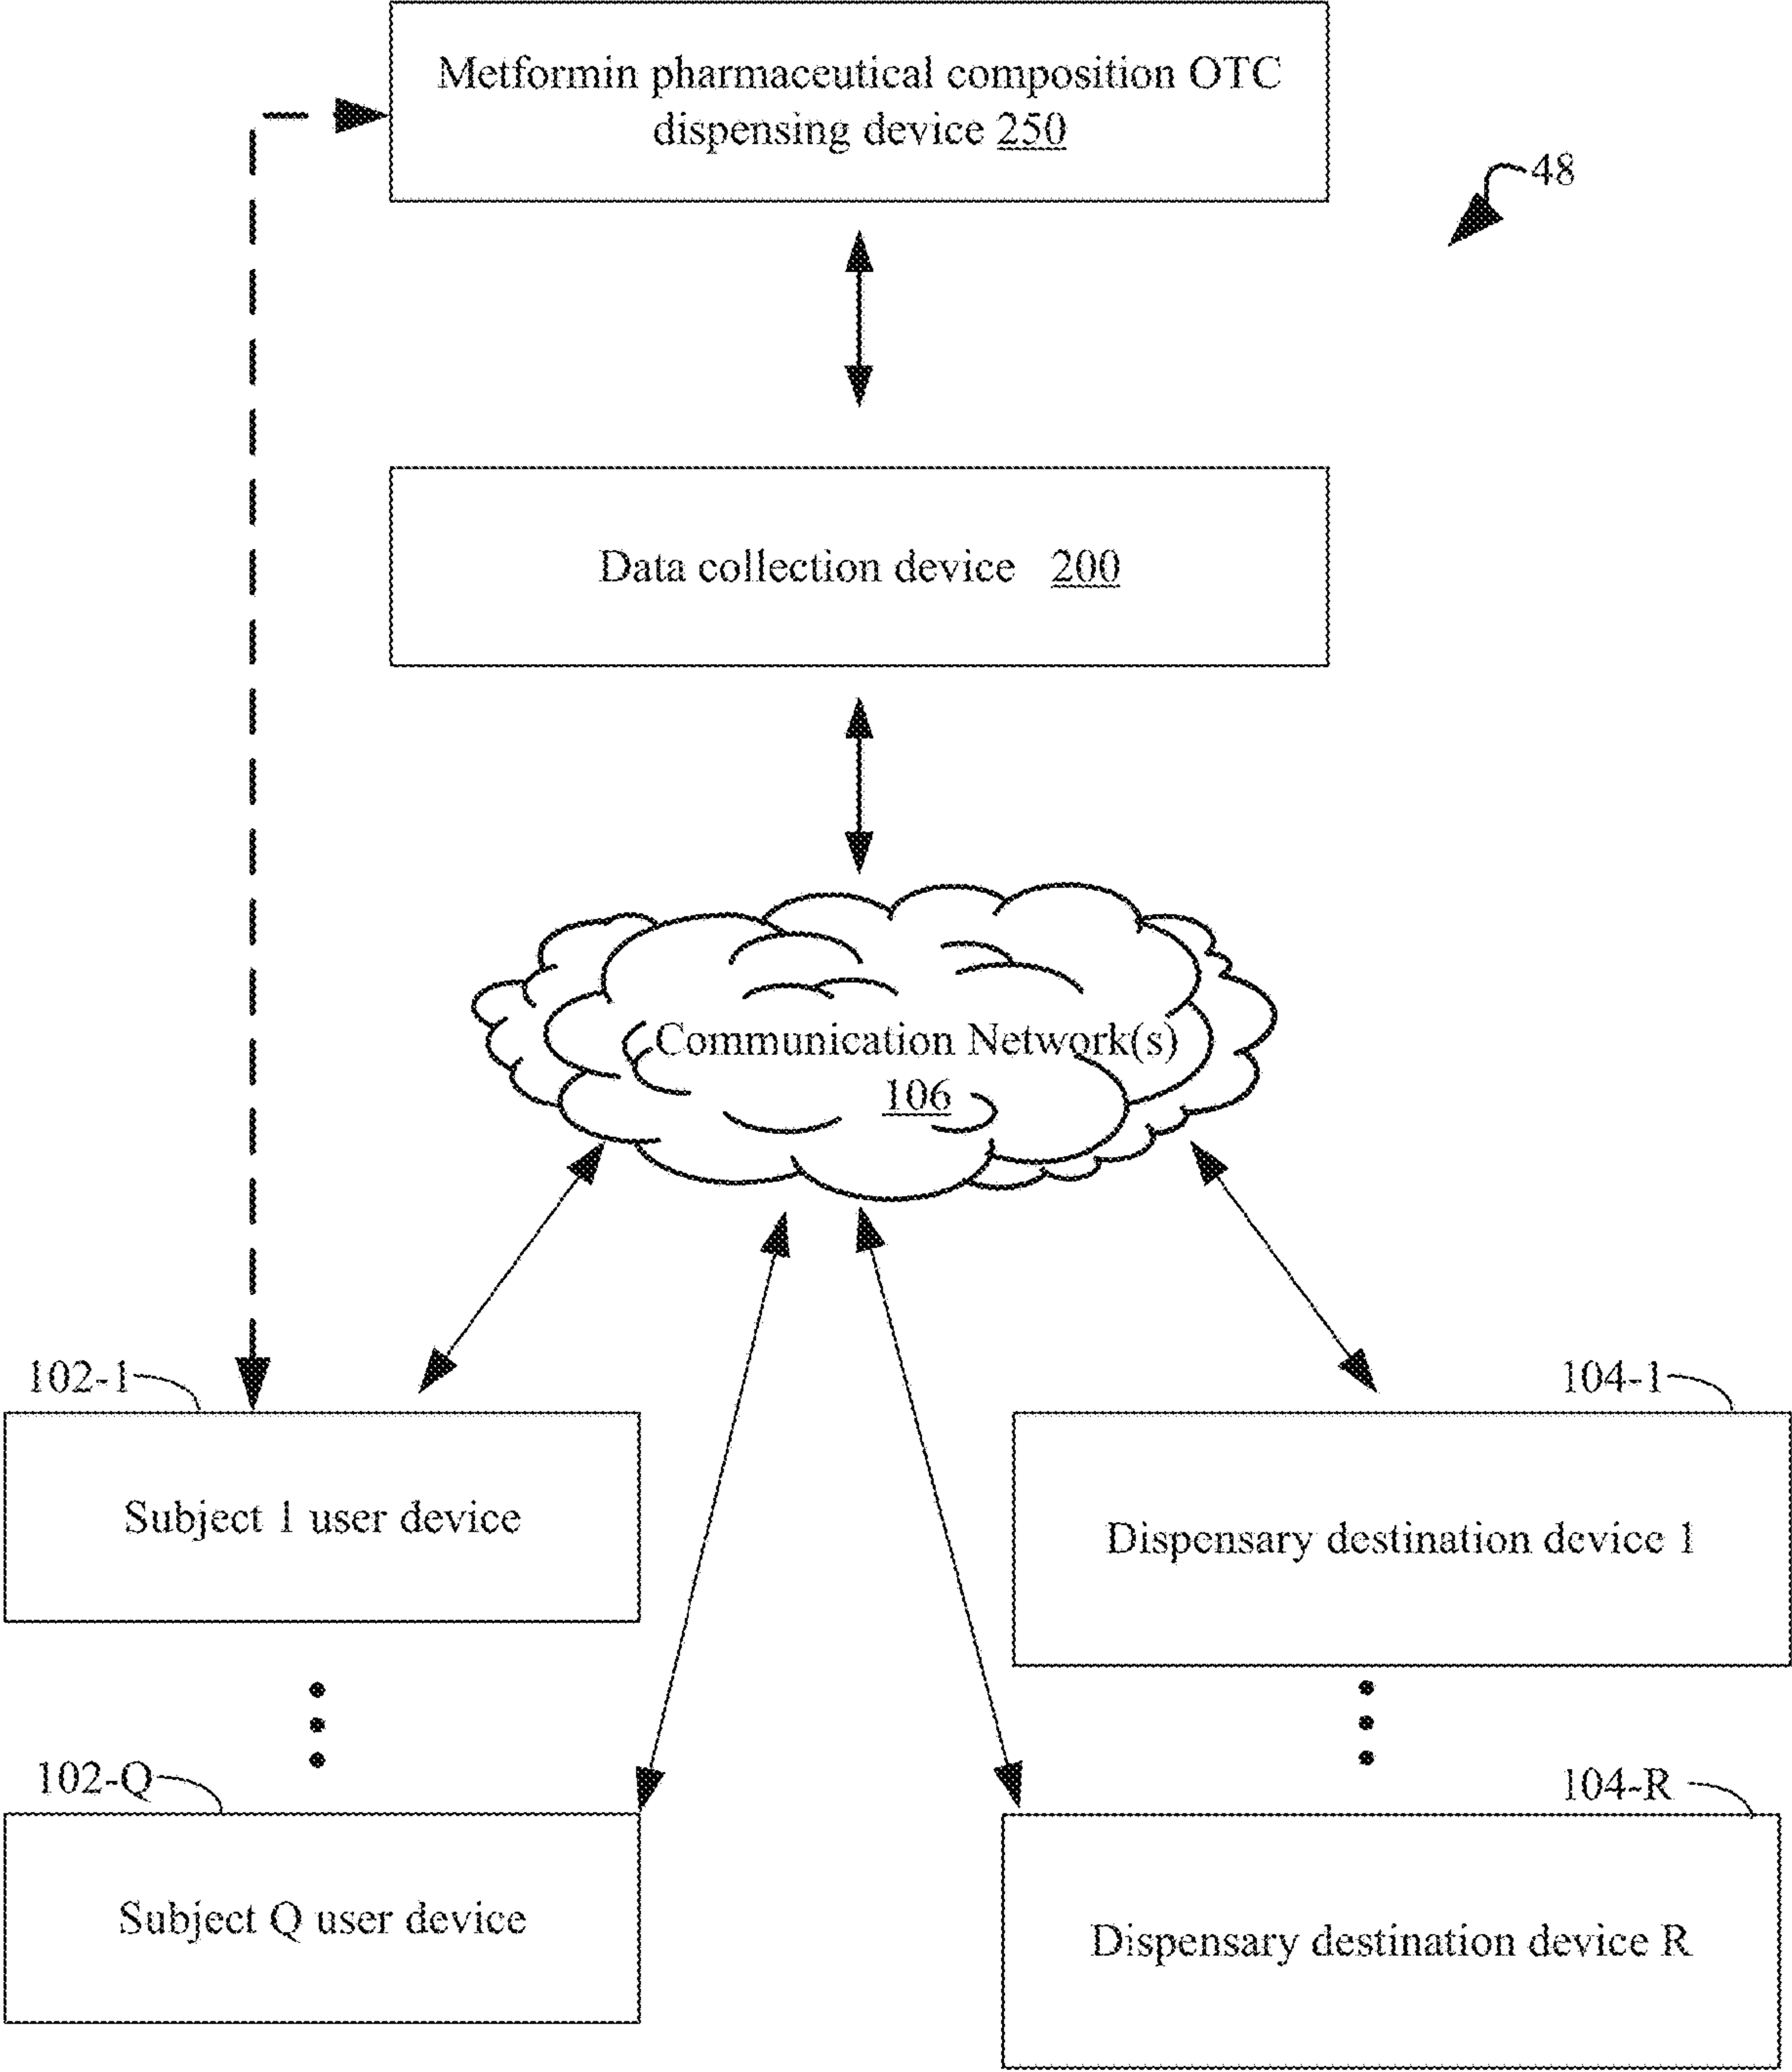 Metformin pharmaceutical composition OTC
dispensing device 250
48
Data collection device 200
Communication Network(s)
106
102-1
104-1
Subject 1 user device
Dispensary destination device 1
102-Q
104-R
Subject Q user device
Dispensary destination device R